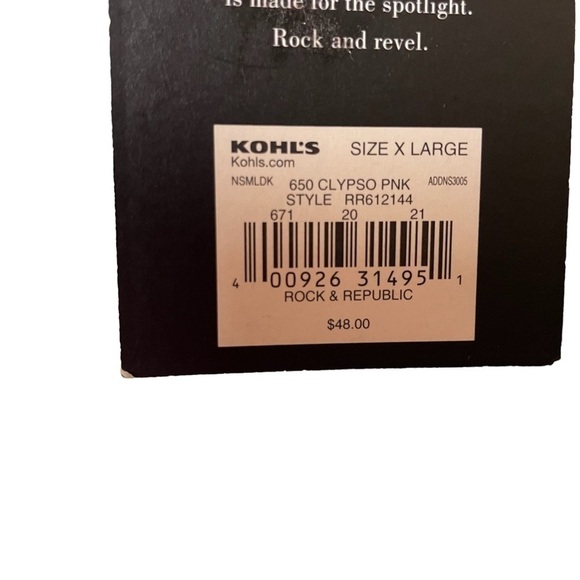 is made for the spotlight.
Rock and revel.
KOHL'S SIZE X LARGE
Kohls.com
NSMLDK 650 CLYPSO PNK ADDNS3005
STYLE RR612144
671 20 21
4 00926 31495 1
ROCK & REPUBLIC
$48.00